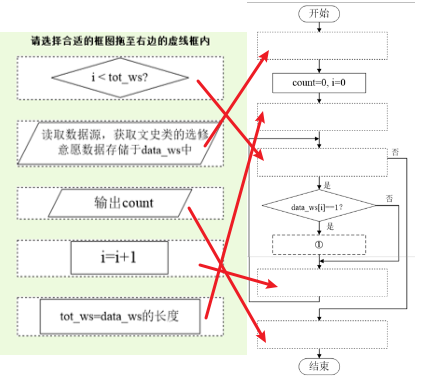 请选择合适的框图拖至右边的虚线框内
i < tot_ws?
读取数据源，获取文史类的选修
意愿数据存储于data_ws中
输出count
i=i+1
tot_ws=data_ws的长度
开始
count=0, i=0
否
是
data_ws[i]==1?
否
是
①
结束